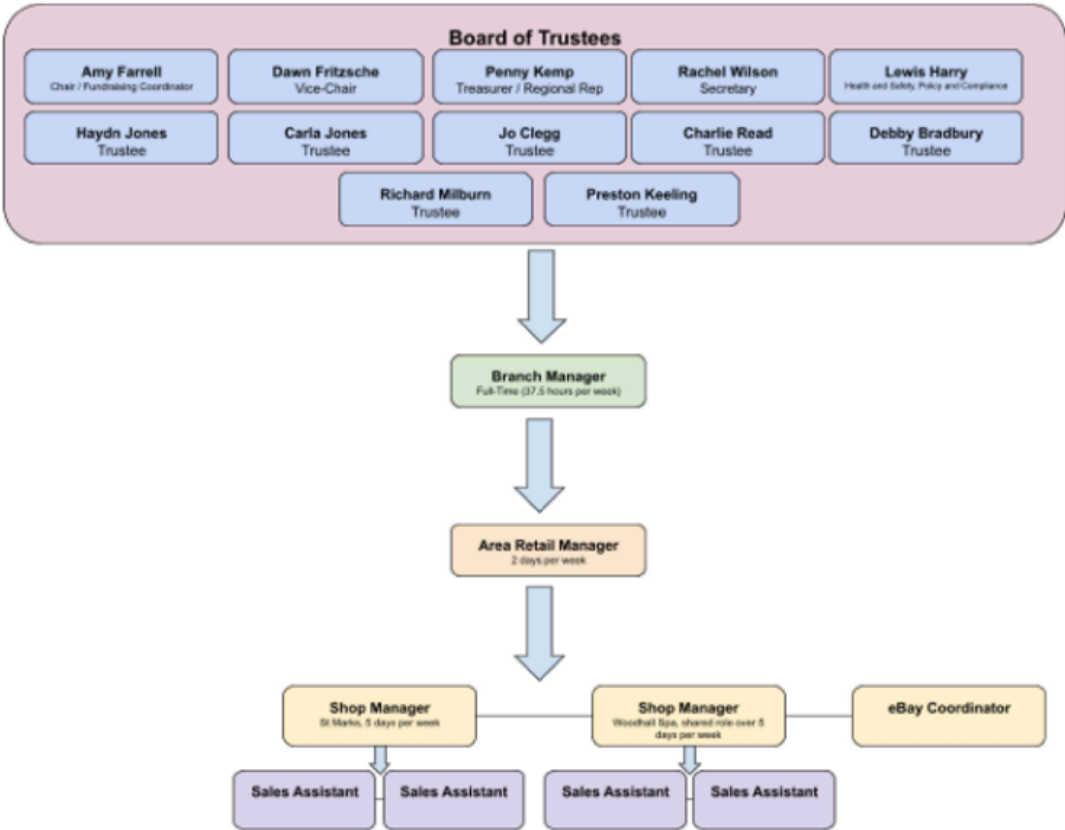 Board of Trustees
Amy Farrell
Chair / Fundraising Coordinator
Dawn Fritzsche
Vice-Chair
Penny Kemp
Treasurer / Regional Rep
Rachel Wilson
Secretary
Lewis Harry
Health and Safety, Policy and Compliance
Haydn Jones
Trustee
Carla Jones
Trustee
Jo Clegg
Trustee
Charlie Read
Trustee
Debby Bradbury
Trustee
Richard Milburn
Trustee
Preston Keeling
Trustee
Branch Manager
Full-Time (37.5 hours per week)
Area Retail Manager
2 days per week
Shop Manager
St Marks, 5 days per week
Shop Manager
Woodhall Spa, shared role over 5
days per week
eBay Coordinator
Sales Assistant
Sales Assistant
Sales Assistant
Sales Assistant